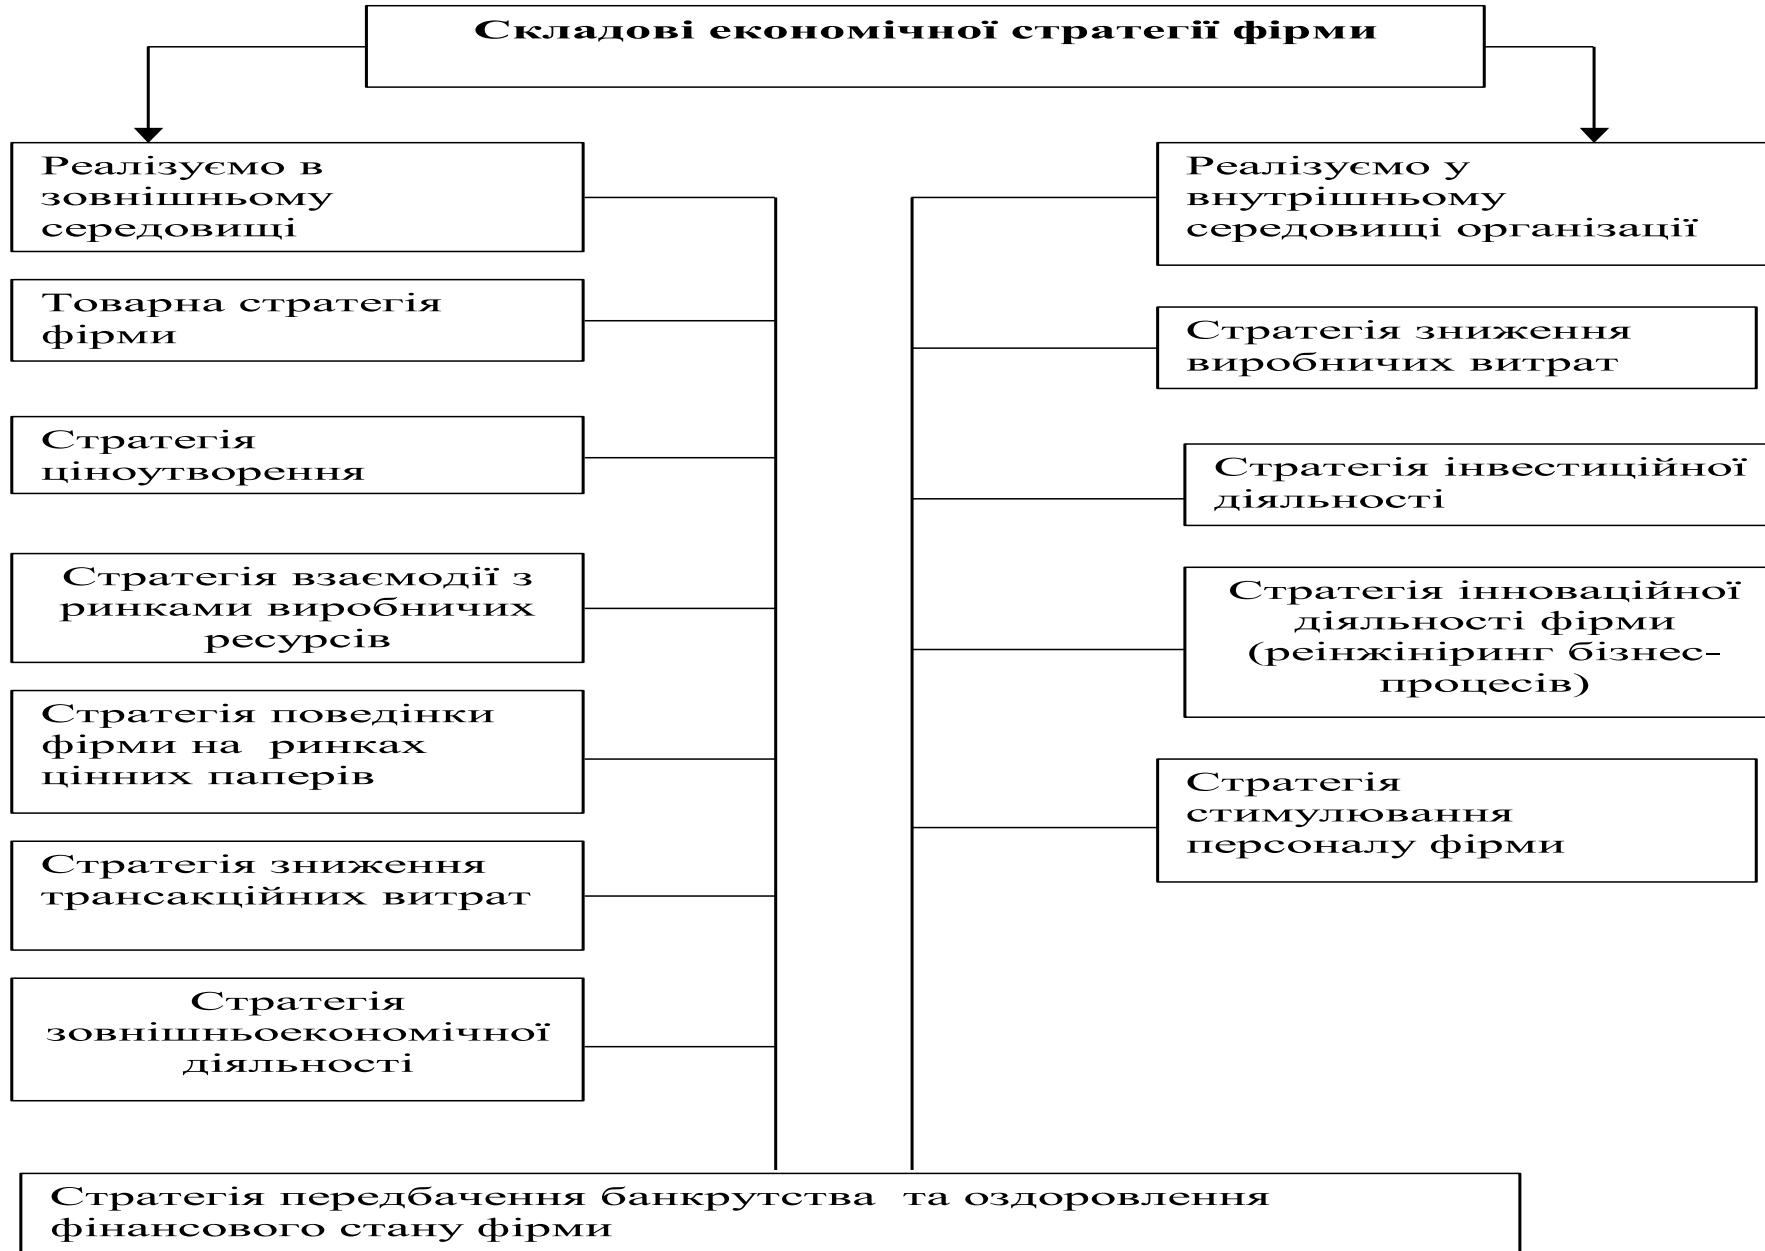 Складові економічної стратегії фірми
Реалізуємо в
зовнішньому
середовищі
Товарна стратегія
фірми
Стратегія
ціноутворення
Стратегія взаємодії з
ринками виробничих
ресурсів
Стратегія поведінки
фірми на  ринках
цінних паперів
Стратегія зниження
трансакційних витрат
Стратегія
зовнішньоекономічної
діяльності
Реалізуємо у
внутрішньому
середовищі організації
Стратегія зниження
виробничих витрат
Стратегія інвестиційної
діяльності
Стратегія інноваційної
діяльності фірми
(реінжініринг бізнес-
процесів)
Стратегія
стимулювання
персоналу фірми
Стратегія передбачення банкрутства  та оздоровлення
фінансового стану фірми